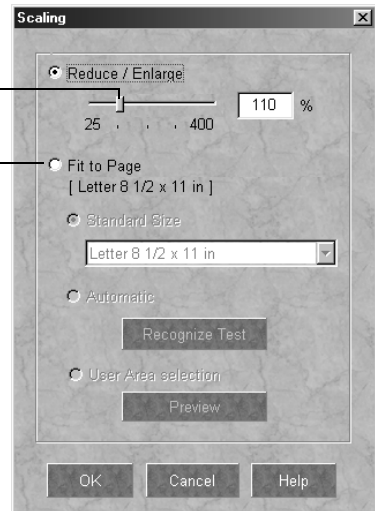 Scaling
Reduce / Enlarge
110 %
25 . . . 400
Fit to Page
[ Letter 8 1/2 x 11 in ]
Standard Size
Letter 8 1/2 x 11 in
Automatic
Recognize Test
User Area selection
Preview
OK Cancel Help